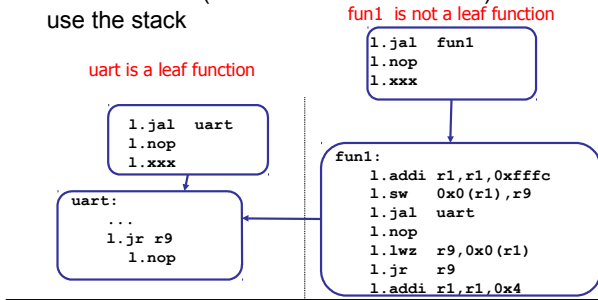 use the stack
fun1 is not a leaf function
l.jal fun1
l.nop
l.xxx
uart is a leaf function
l.jal uart
l.nop
l.xxx
uart:
...
l.jr r9
l.nop
fun1:
l.addi r1,r1,0xfffc
l.sw 0x0(r1),r9
l.jal uart
l.nop
l.lwz r9,0x0(r1)
l.jr r9
l.addi r1,r1,0x4